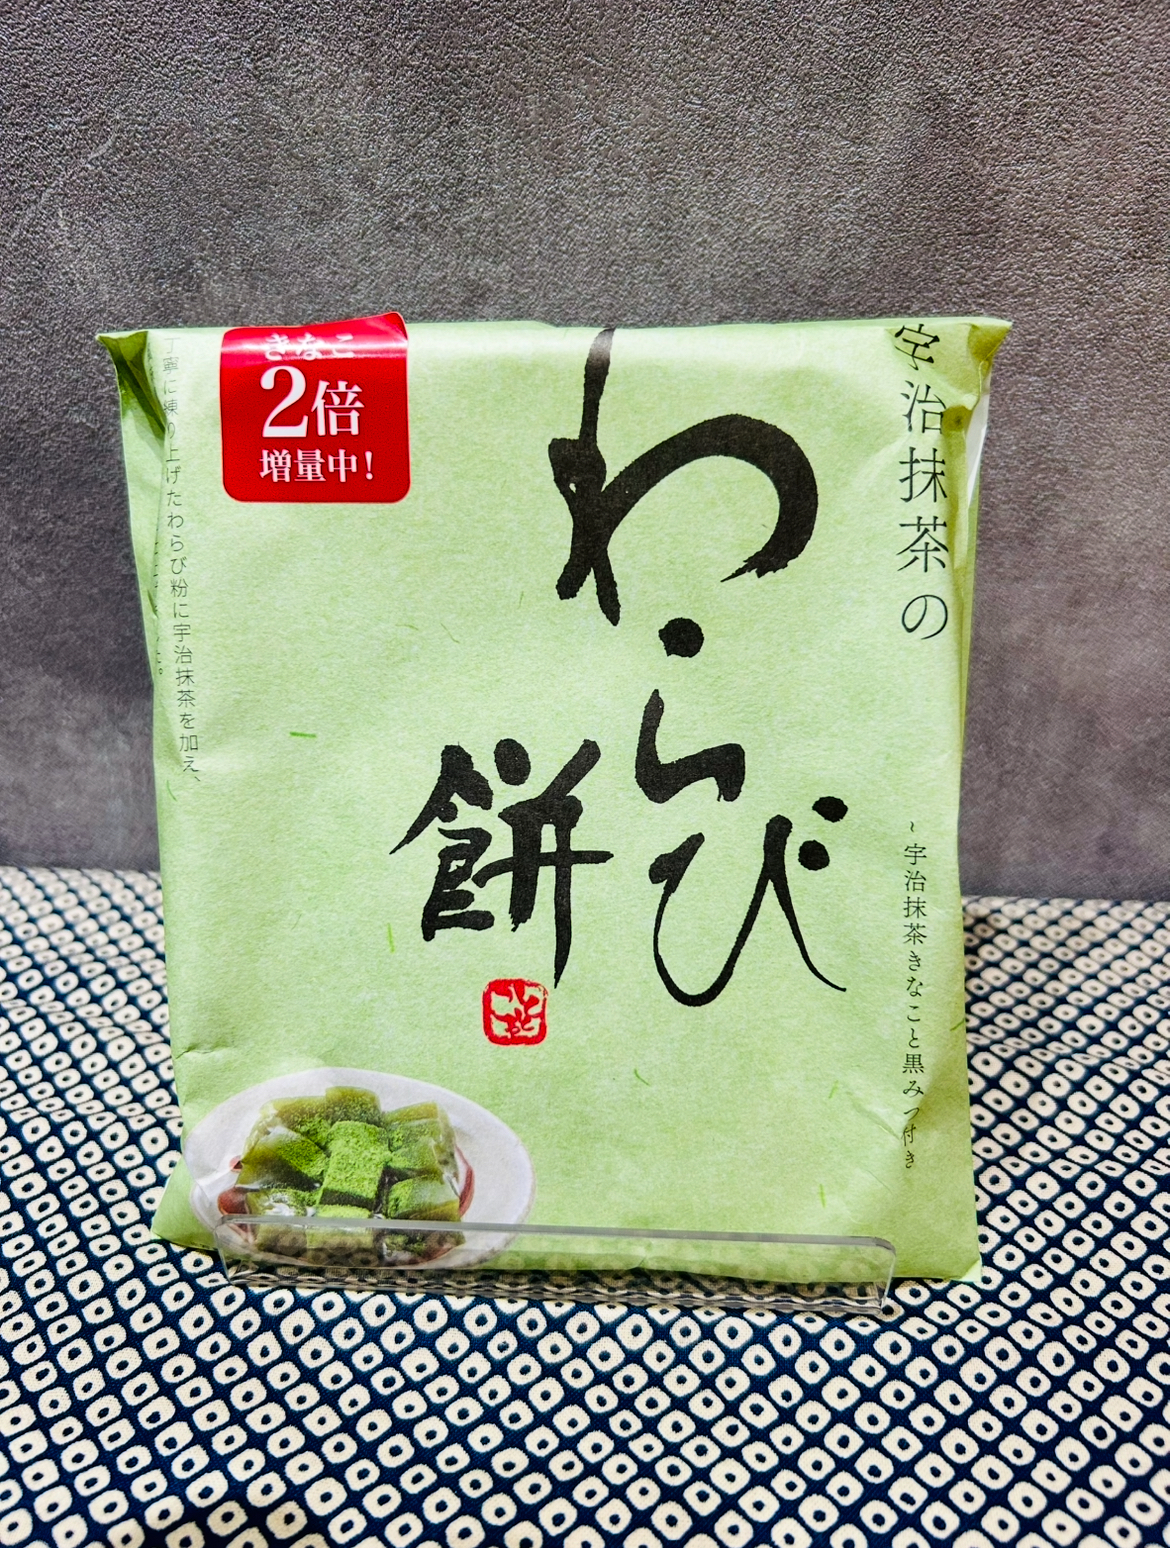 宇治抹茶の
わらび
餅
~宇治抹茶きなこと黒みつ付き
きなこ
2倍
増量中!
丁寧に練り上げたわらび粉に宇治抹茶を加え、